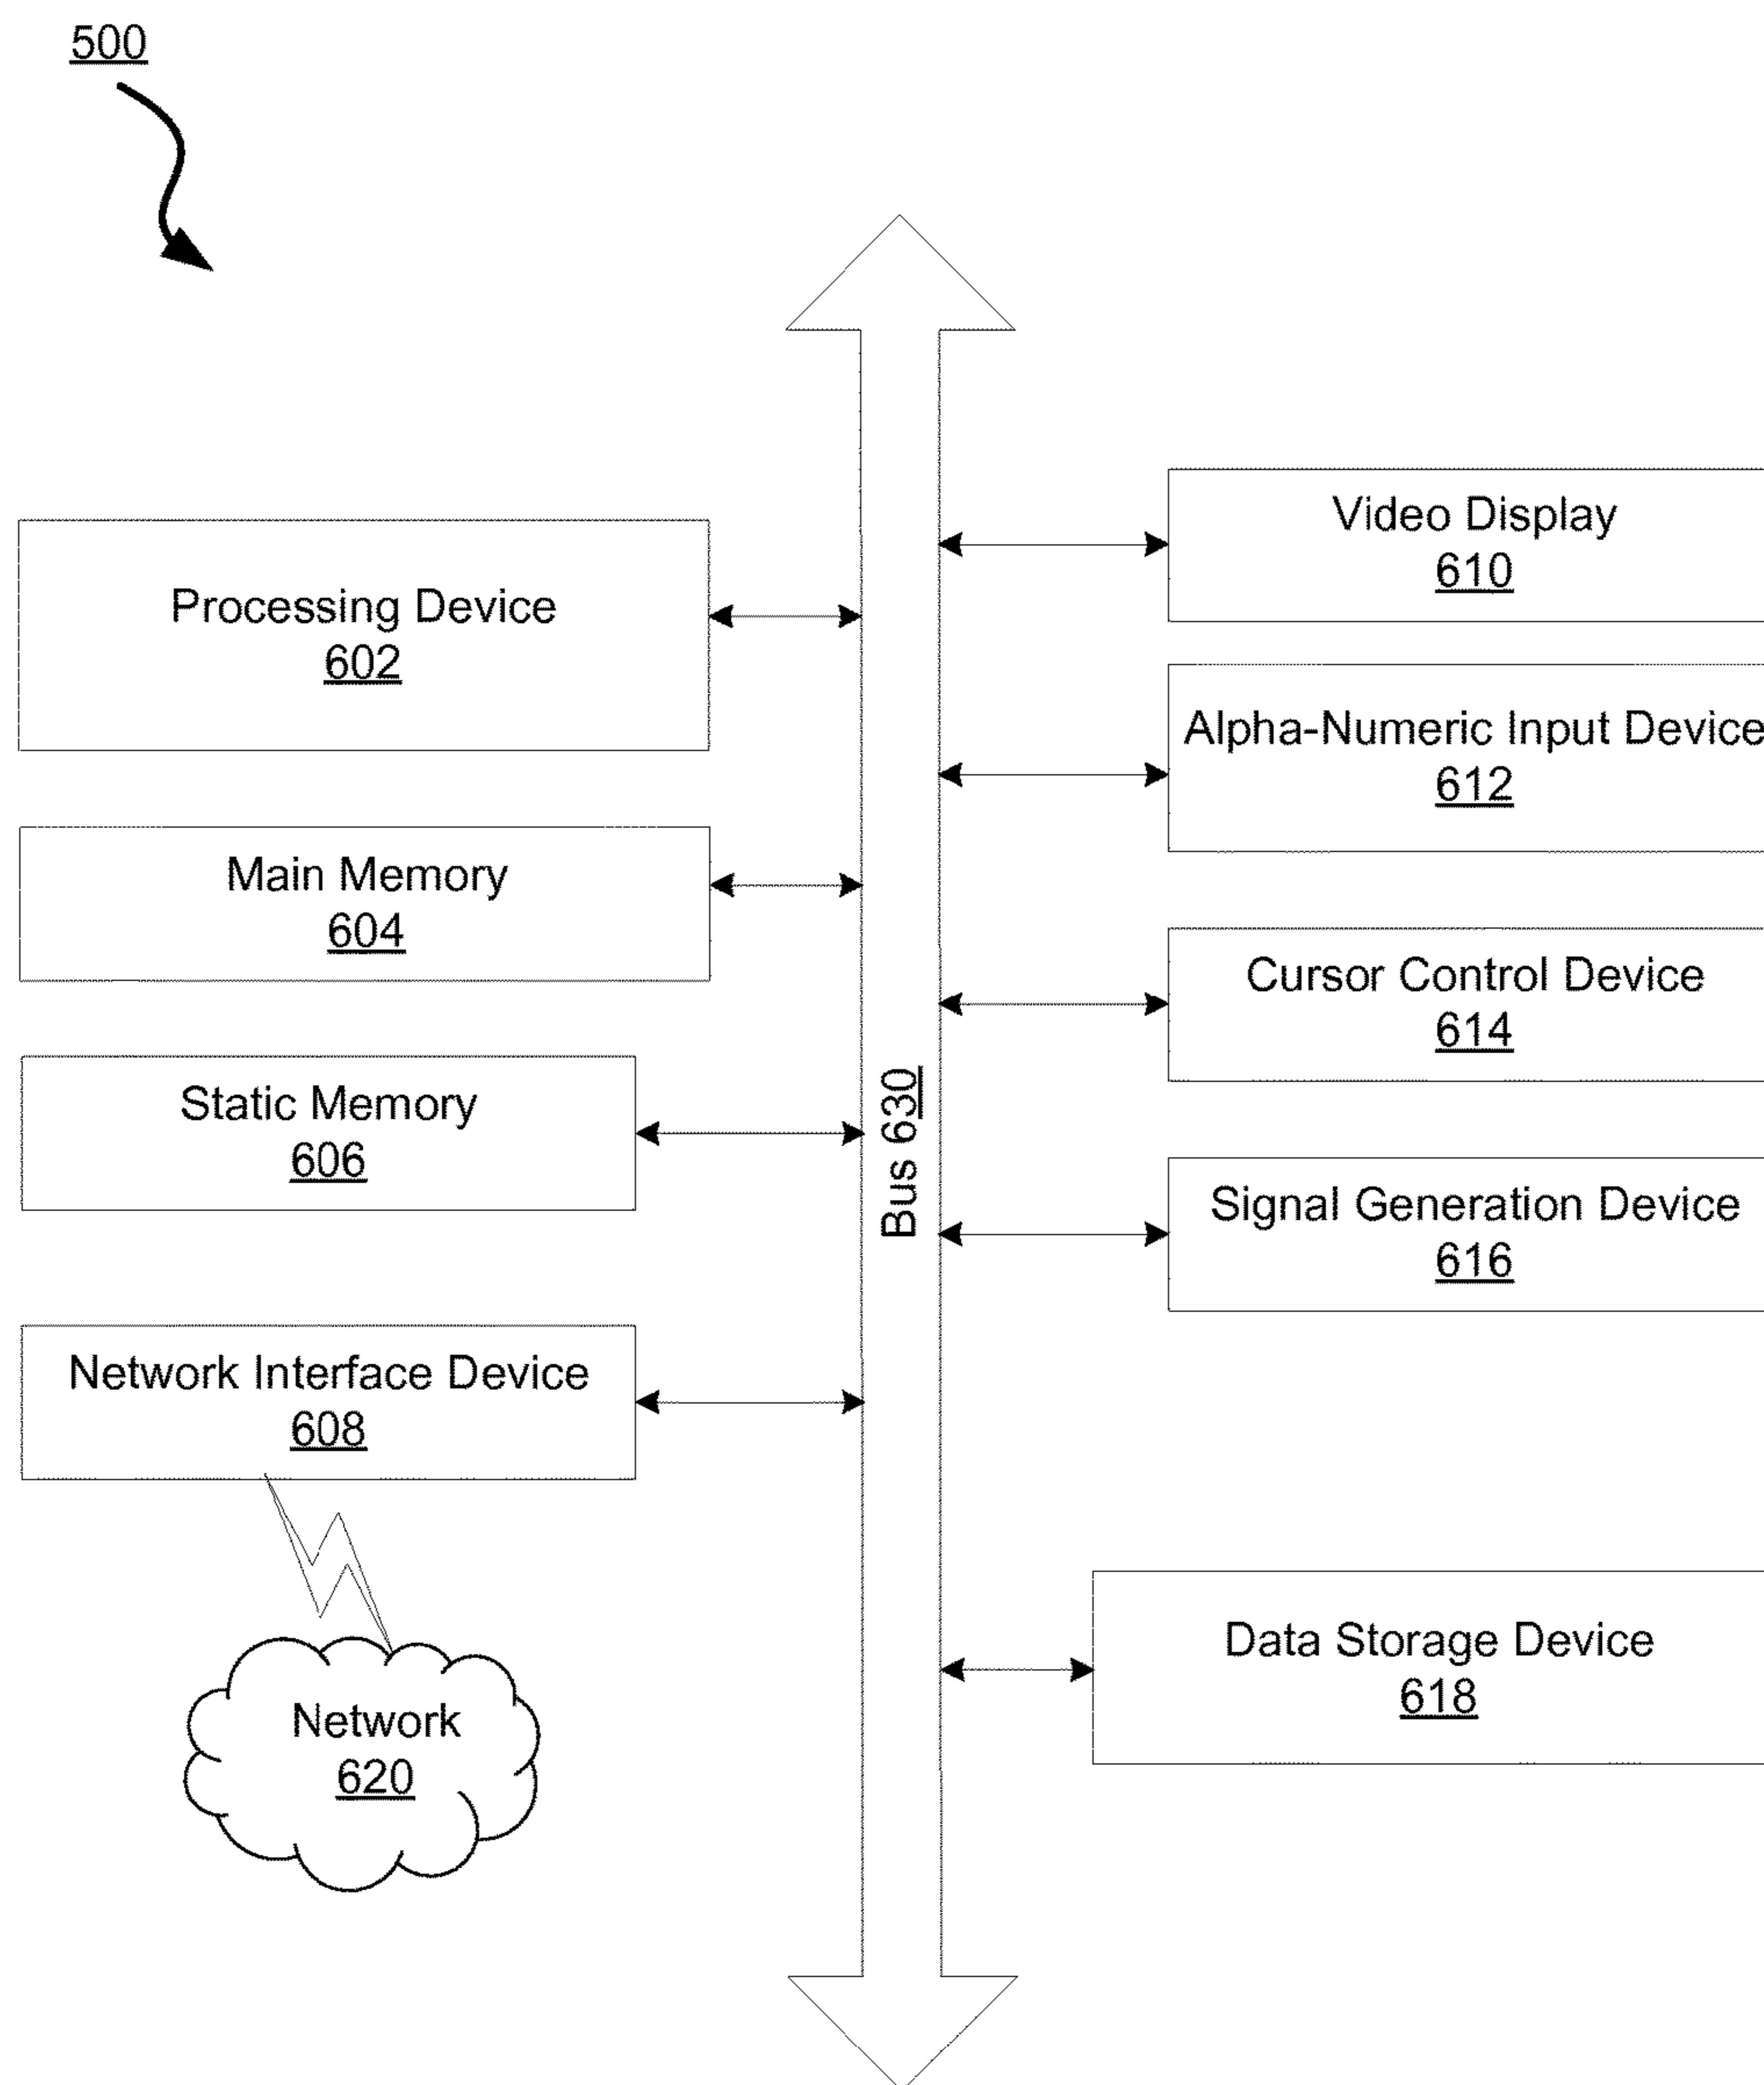 500
Processing Device
602
Main Memory
604
Static Memory
606
Network Interface Device
608
Network
620
Bus 630
Video Display
610
Alpha-Numeric Input Device
612
Cursor Control Device
614
Signal Generation Device
616
Data Storage Device
618